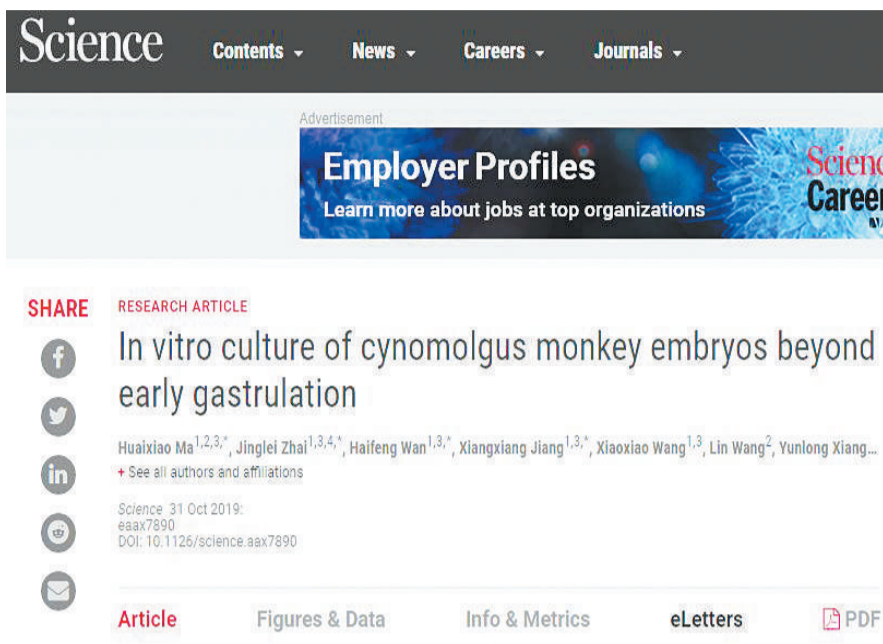 Science Contents News Careers Journals
Advertisement
Employer Profiles
Learn more about jobs at top organizations
Science
Career
SHARE
RESEARCH ARTICLE
In vitro culture of cynomolgus monkey embryos beyond
early gastrulation
Huaixiao Ma1,2,3,*, Jinglei Zhai1,3,4,*, Haifeng Wan1,3,*, Xiangxiang Jiang1,3,*, Xiaoxiao Wang1,3, Lin Wang2, Yunlong Xiang...
+ See all authors and affiliations
Science 31 Oct 2019:
eaax7890
DOI: 10.1126/science.aax7890
Article Figures & Data Info & Metrics eLetters PDF